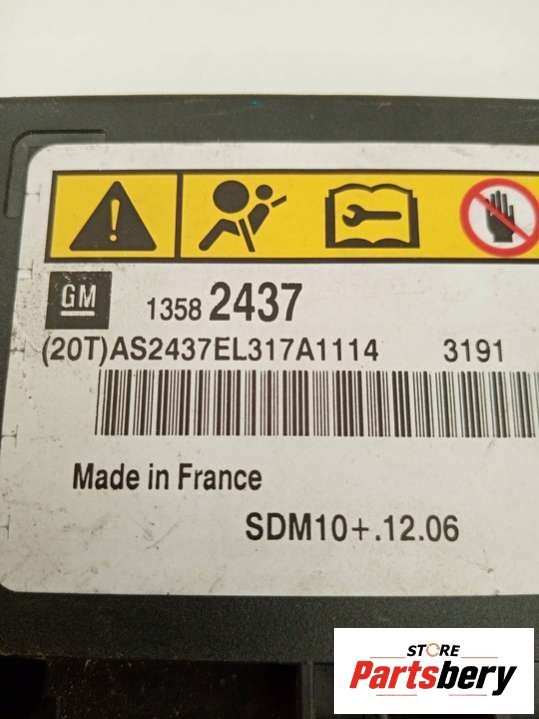 GM
1358 2437
(20T)AS2437EL317A1114 3191
Made in France
SDM10+.12.06
STORE
Partsbery